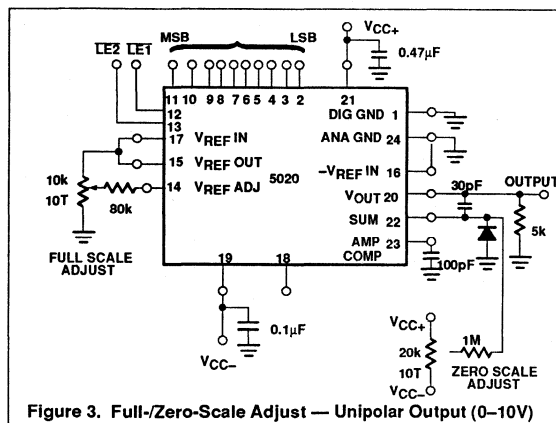 VCC+
0.47µF
LE2 LE1 MSB LSB
11 10 9 8 7 6 5 4 3 2 21
12
13
17 VREF IN
15 VREF OUT
14 VREF ADJ
5020
DIG GND 1
ANA GND 24
–VREF IN 16
VOUT 20
SUM 22
AMP COMP 23
19 18
10k
10T
80k
FULL SCALE
ADJUST
30pF
OUTPUT
5k
100pF
0.1µF
VCC–
VCC+
20k
10T
VCC–
1M
ZERO SCALE
ADJUST
Figure 3. Full-/Zero-Scale Adjust — Unipolar Output (0–10V)